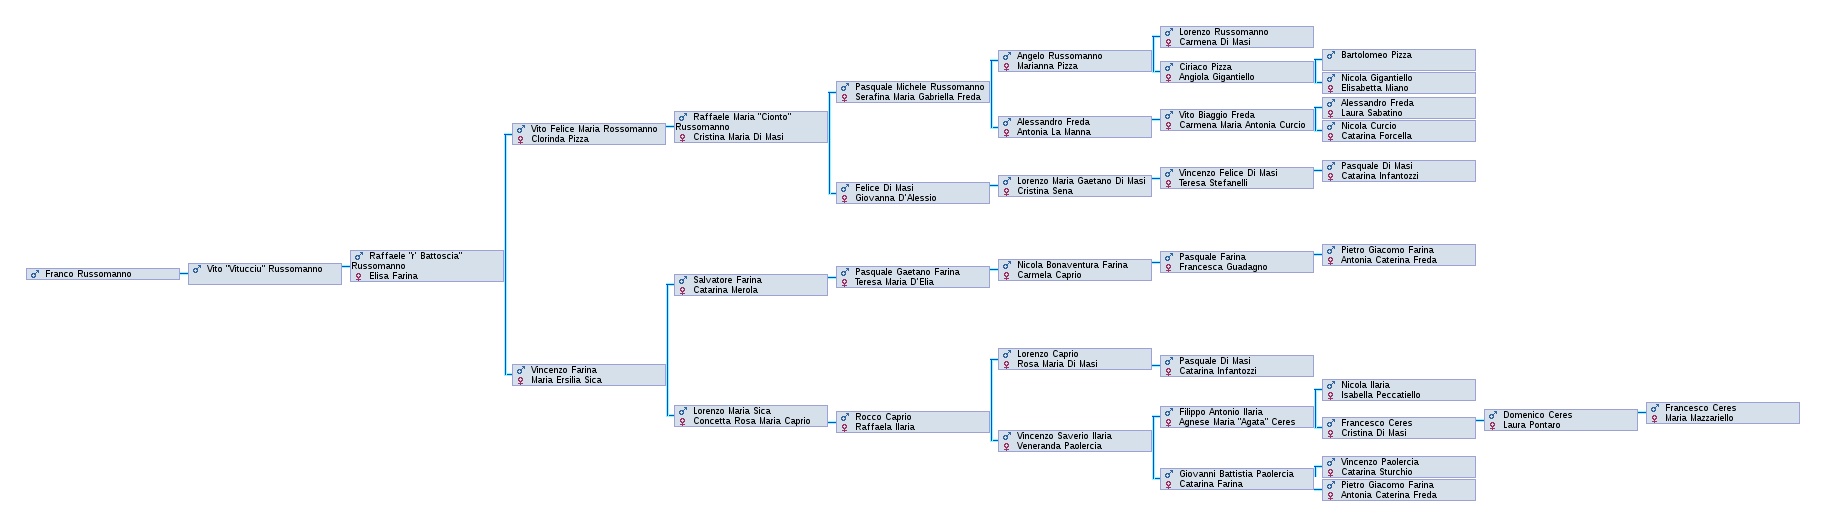 Franco Russomanno
Vito "Vitucciu" Russomanno
Raffaele "r' Battoscia"
Russomanno
Elisa Farina
Vito Felice Maria Rossomanno
Clorinda Pizza
Vincenzo Farina
Maria Ersilia Sica
Raffaele Maria "Cionto"
Russomanno
Cristina Maria Di Masi
Salvatore Farina
Catarina Merola
Lorenzo Maria Sica
Concetta Rosa Maria Caprio
Pasquale Michele Russomanno
Serafina Maria Gabriella Freda
Felice Di Masi
Giovanna D'Alessio
Pasquale Gaetano Farina
Teresa Maria D'Elia
Rocco Caprio
Raffaela Ilaria
Angelo Russomanno
Marianna Pizza
Alessandro Freda
Antonia La Manna
Lorenzo Maria Gaetano Di Masi
Cristina Sena
Nicola Bonaventura Farina
Carmela Caprio
Lorenzo Caprio
Rosa Maria Di Masi
Vincenzo Saverio Ilaria
Veneranda Paolercia
Lorenzo Russomanno
Carmena Di Masi
Ciriaco Pizza
Angiola Gigantiello
Vito Biaggio Freda
Carmena Maria Antonia Curcio
Vincenzo Felice Di Masi
Teresa Stefanelli
Pasquale Farina
Francesca Guadagno
Pasquale Di Masi
Catarina Infantozzi
Filippo Antonio Ilaria
Agnese Maria "Agata" Ceres
Giovanni Battistia Paolercia
Catarina Farina
Bartolomeo Pizza
Nicola Gigantiello
Elisabetta Miano
Alessandro Freda
Laura Sabatino
Nicola Curcio
Catarina Forcella
Pasquale Di Masi
Catarina Infantozzi
Pietro Giacomo Farina
Antonia Caterina Freda
Nicola Ilaria
Isabella Peccatiello
Francesco Ceres
Cristina Di Masi
Vincenzo Paolercia
Catarina Sturchio
Pietro Giacomo Farina
Antonia Caterina Freda
Domenico Ceres
Laura Pontaro
Francesco Ceres
Maria Mazzariello